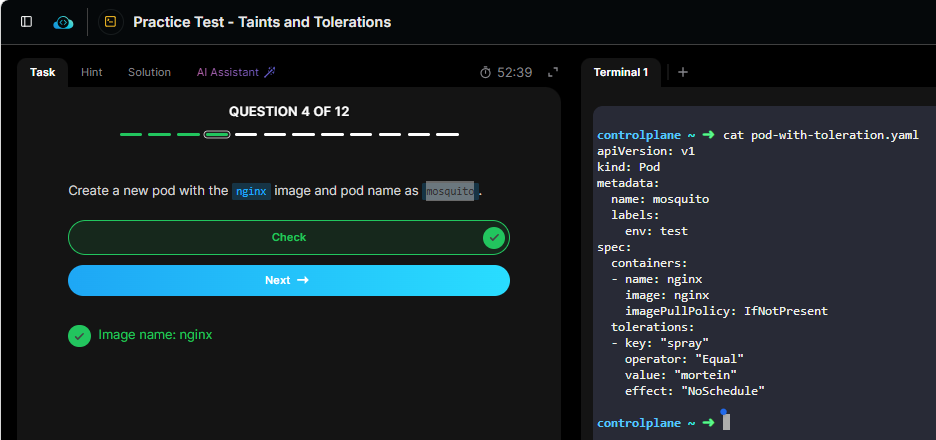 Practice Test - Taints and Tolerations
Task Hint Solution AI Assistant 52:39
QUESTION 4 OF 12
Create a new pod with the nginx image and pod name as mosquito.
Check
Next →
Image name: nginx
Terminal 1 +
controlplane ~ ➜ cat pod-with-toleration.yaml
apiVersion: v1
kind: Pod
metadata:
  name: mosquito
  labels:
    env: test
spec:
  containers:
  - name: nginx
    image: nginx
    imagePullPolicy: IfNotPresent
  tolerations:
  - key: "spray"
    operator: "Equal"
    value: "mortein"
    effect: "NoSchedule"
controlplane ~ ➜